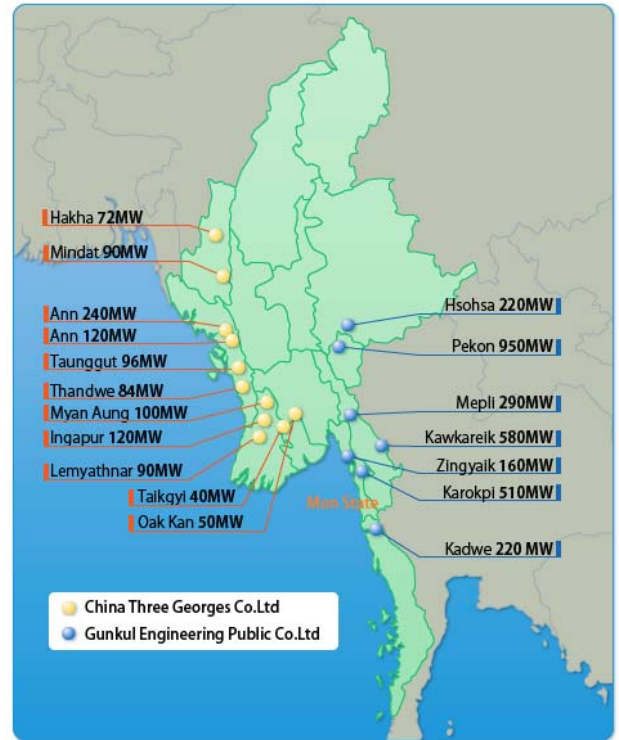 Hakha 72MW
Mindat 90MW
Ann 240MW
Ann 120MW
Taunggut 96MW
Thandwe 84MW
Myan Aung 100MW
Ingapur 120MW
Lemyathnar 90MW
Taikgyi 40MW
Oak Kan 50MW
Hsohsa 220MW
Pekon 950MW
Mepli 290MW
Kawkareik 580MW
Zingyaik 160MW
Karokpi 510MW
Mon State
Kadwe 220 MW
China Three Georges Co.Ltd
Gunkul Engineering Public Co.Ltd